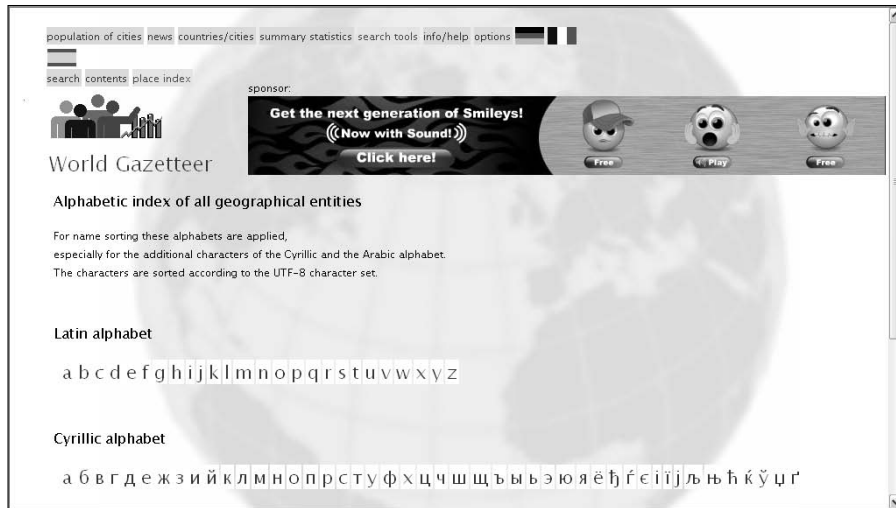 population of cities news countries/cities summary statistics search tools info/help options
search contents place index
sponsor:
Get the next generation of Smileys!
((Now with Sound!))
Click here!
Free
Play
Free
World Gazetteer
Alphabetic index of all geographical entities
For name sorting these alphabets are applied,
especially for the additional characters of the Cyrillic and the Arabic alphabet.
The characters are sorted according to the UTF-8 character set.
Latin alphabet
a b c d e f g h i j k l m n o p q r s t u v w x y z
Cyrillic alphabet
а б в г д е ж з и й к л м н о п р с т у ф х ц ч ш щ ъ ы ь э ю я ё ђ ѓ є і ї ј љ њ ћ ќ ў џ ґ